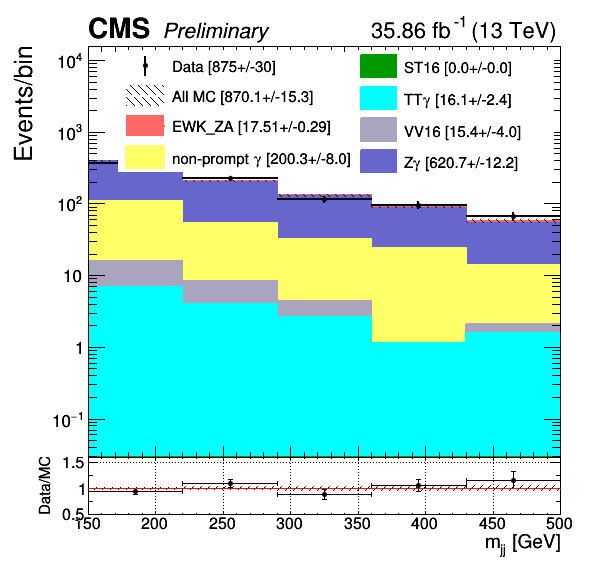 CMS Preliminary 35.86 fb⁻¹ (13 TeV)
Events/bin
10⁴
10³
10²
10
1
10⁻¹
Data [875+/-30]
All MC [870.1+/-15.3]
EWK_ZA [17.51+/-0.29]
non-prompt γ [200.3+/-8.0]
ST16 [0.0+/-0.0]
TTγ [16.1+/-2.4]
VV16 [15.4+/-4.0]
Zγ [620.7+/-12.2]
Data/MC
1.5
1
0.5
150 200 250 300 350 400 450 500
m_jj [GeV]